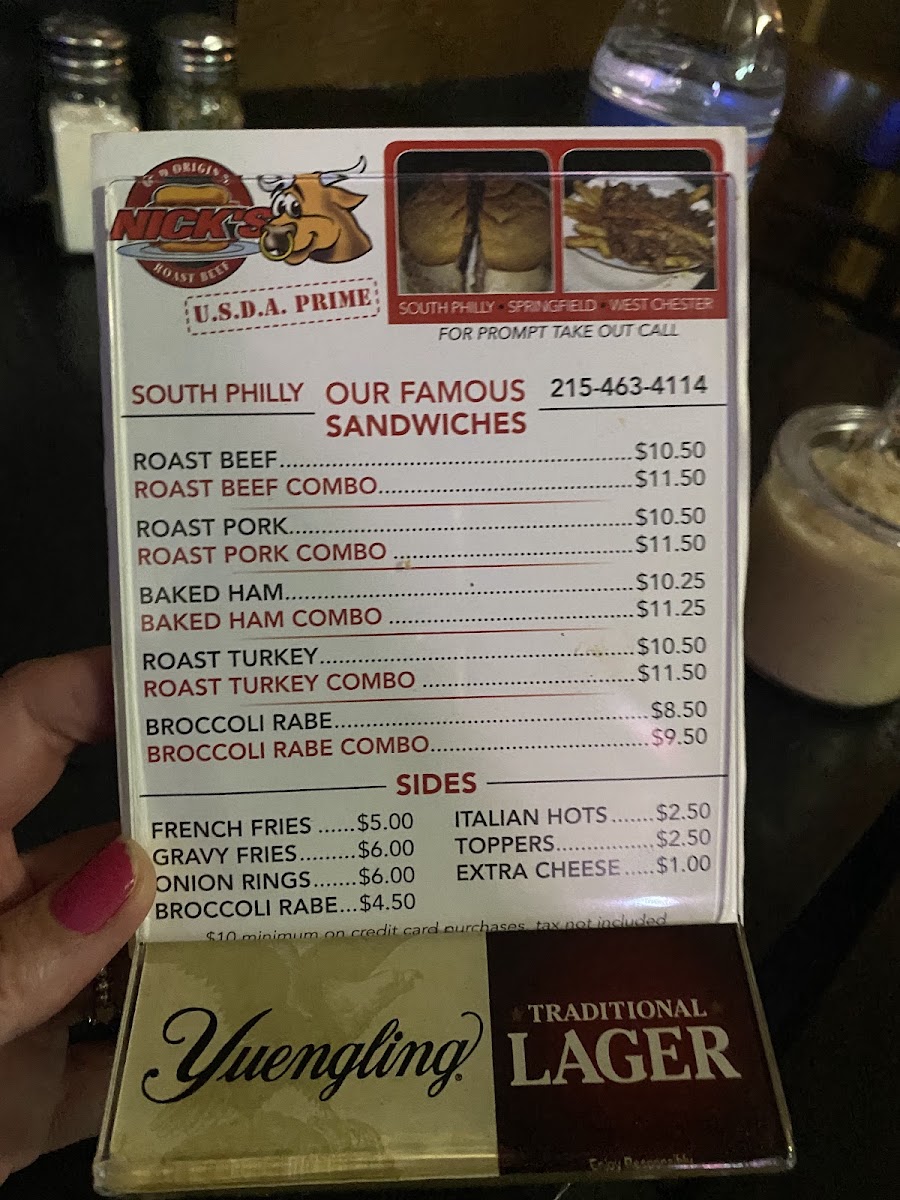 ORIGIN
NICK'S
ROAST BEEF
U.S.D.A. PRIME
SOUTH PHILLY • SPRINGFIELD • WEST CHESTER
FOR PROMPT TAKE OUT CALL
SOUTH PHILLY OUR FAMOUS 215-463-4114
SANDWICHES
ROAST BEEF $10.50
ROAST BEEF COMBO $11.50
ROAST PORK $10.50
ROAST PORK COMBO $11.50
BAKED HAM $10.25
BAKED HAM COMBO $11.25
ROAST TURKEY $10.50
ROAST TURKEY COMBO $11.50
BROCCOLI RABE $8.50
BROCCOLI RABE COMBO $9.50
SIDES
FRENCH FRIES $5.00
GRAVY FRIES $6.00
ONION RINGS $6.00
BROCCOLI RABE $4.50
ITALIAN HOTS $2.50
TOPPERS $2.50
EXTRA CHEESE $1.00
$10 minimum on credit card purchases, tax not included
Yuengling
TRADITIONAL
LAGER
Enjoy Responsibly